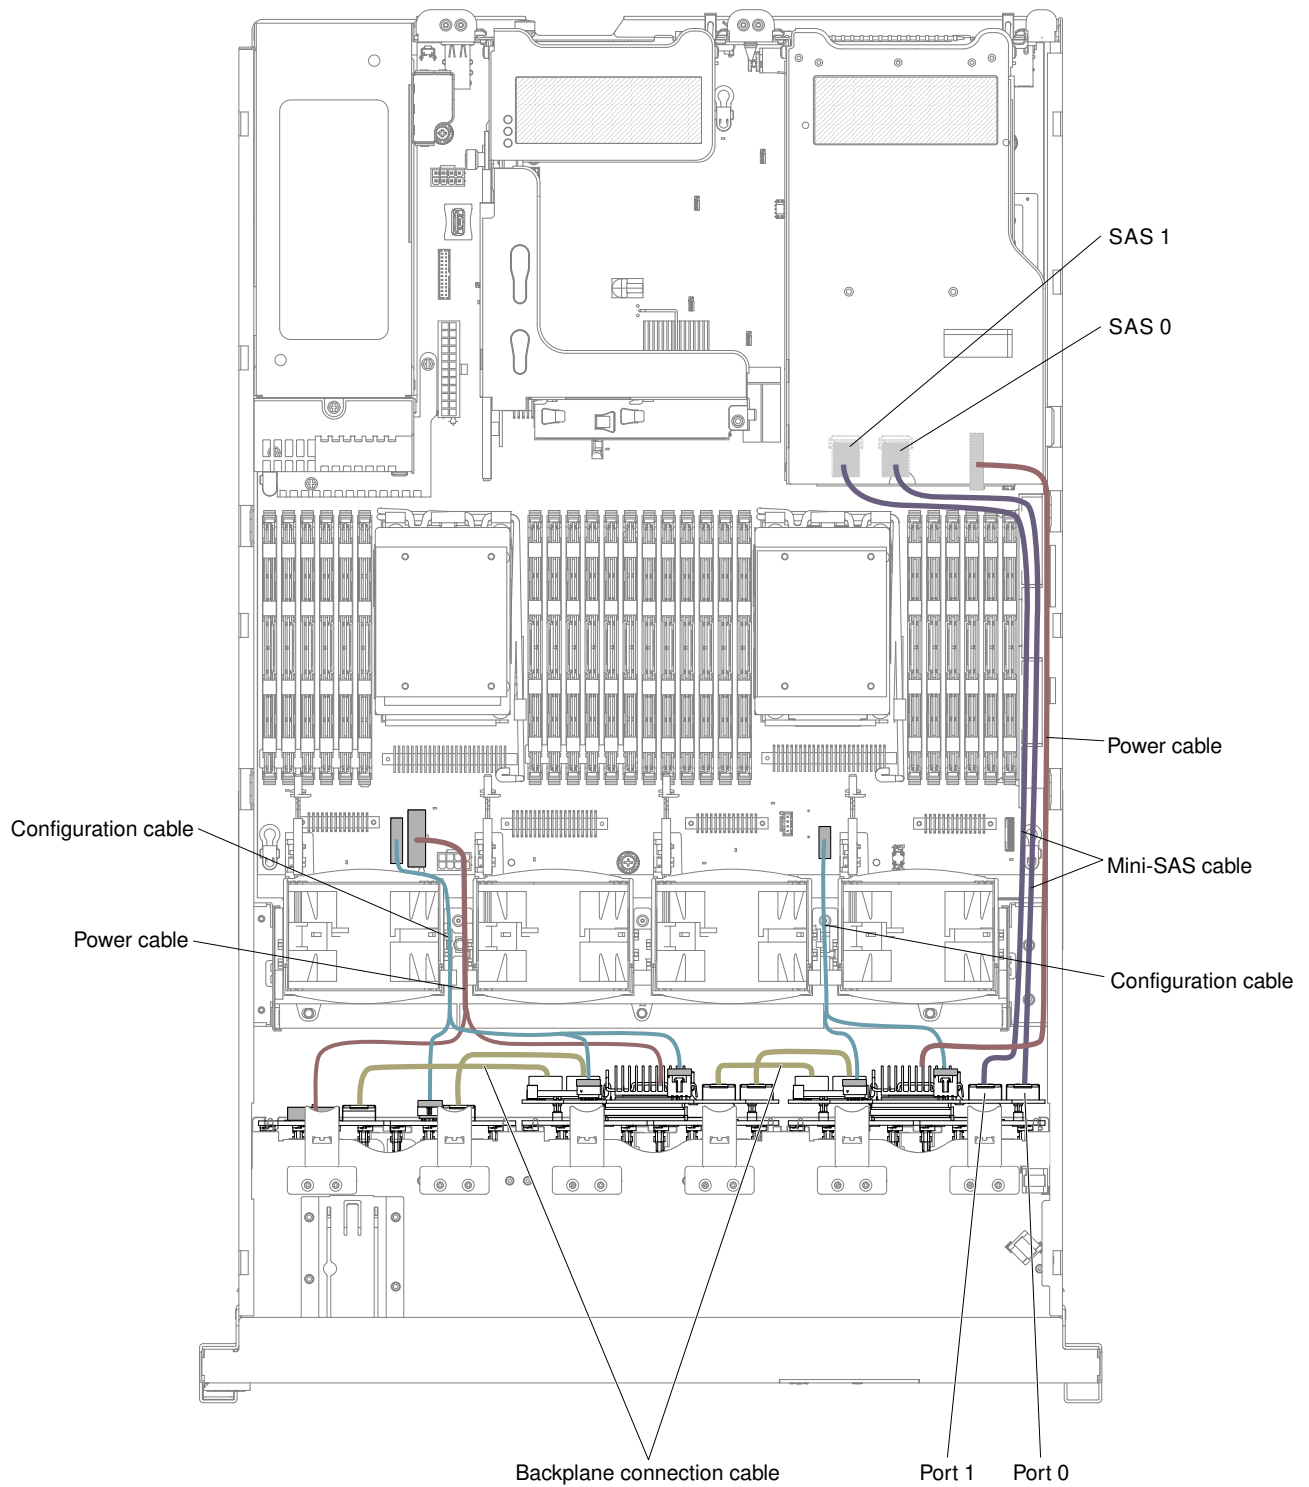 SAS 1
SAS 0
Power cable
Configuration cable
Mini-SAS cable
Power cable
Configuration cable
Backplane connection cable
Port 1
Port 0